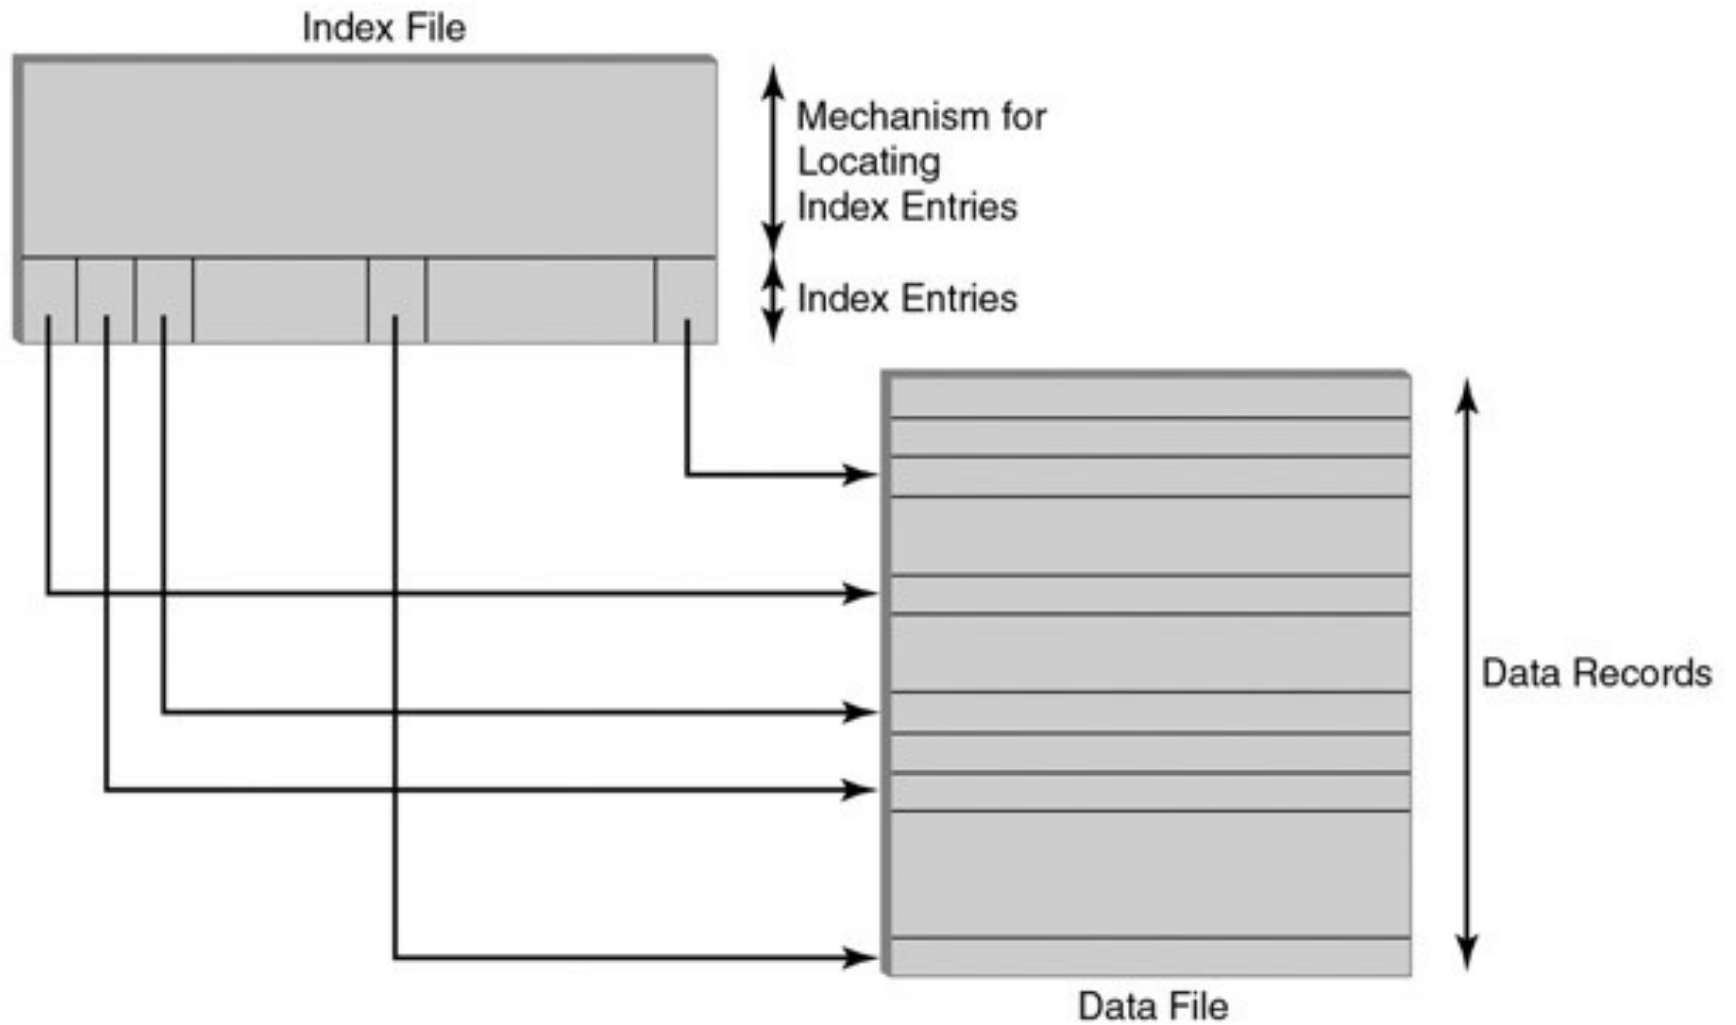 Index File
Mechanism for
Locating
Index Entries
Index Entries
Data Records
Data File